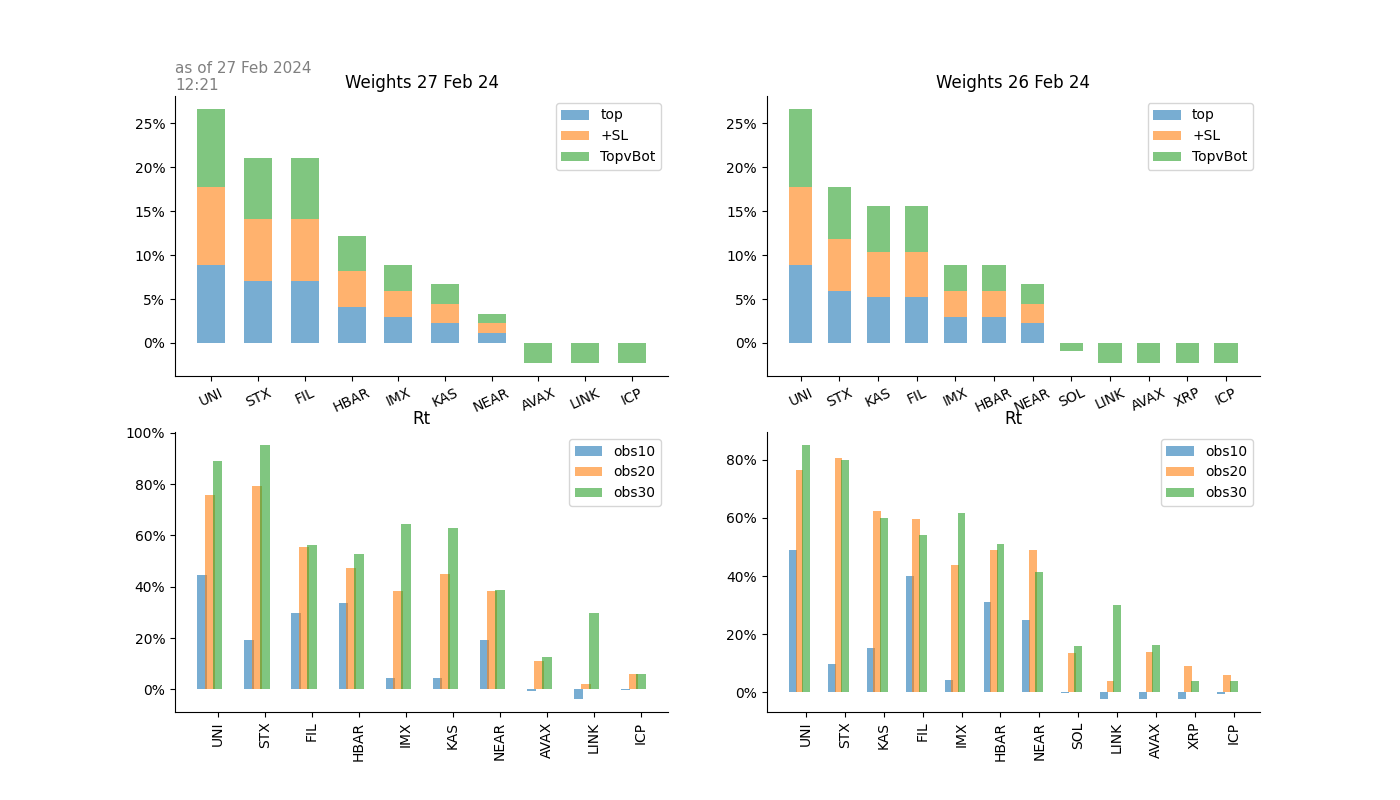 as of 27 Feb 2024
12:21
Weights 27 Feb 24
25%
20%
15%
10%
5%
0%
top
+SL
TopvBot
UNI STX FIL HBAR IMX KAS NEAR AVAX LINK ICP
Weights 26 Feb 24
25%
20%
15%
10%
5%
0%
top
+SL
TopvBot
UNI STX KAS FIL IMX HBAR NEAR SOL LINK AVAX XRP ICP
Rt
100%
80%
60%
40%
20%
0%
obs10
obs20
obs30
UNI STX FIL HBAR IMX KAS NEAR AVAX LINK ICP
Rt
80%
60%
40%
20%
0%
obs10
obs20
obs30
UNI STX KAS FIL IMX HBAR NEAR SOL LINK AVAX XRP ICP